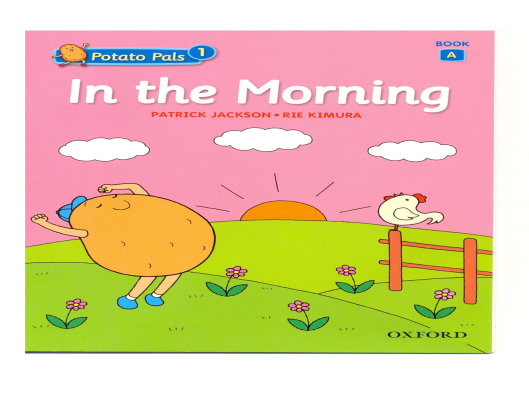 Potato Pals 1
BOOK
A
In the Morning
PATRICK JACKSON • RIE KIMURA
OXFORD